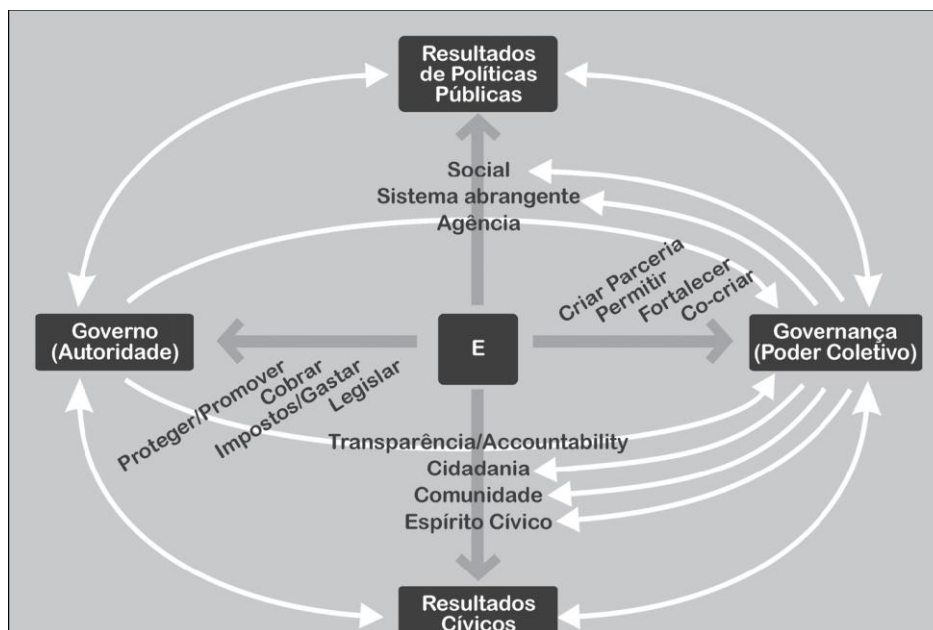 Resultados
de Políticas
Públicas
Social
Sistema abrangente
Agência
Criar Parceria
Permitir
Fortalecer
Co-criar
Governo
(Autoridade)
E
Governança
(Poder Coletivo)
Proteger/Promover
Cobrar
Impostos/Gastar
Legislar
Transparência/Accountability
Cidadania
Comunidade
Espírito Cívico
Resultados
Cívicos